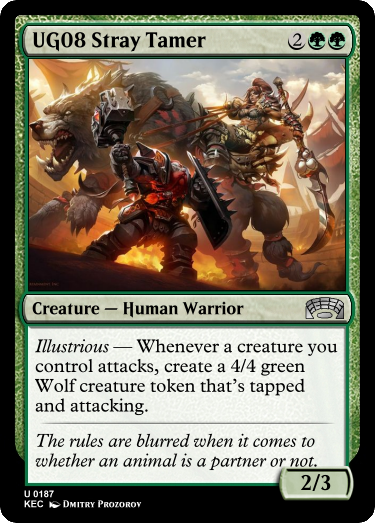 UG08 Stray Tamer 2
Creature — Human Warrior
Illustrious — Whenever a creature you
control attacks, create a 4/4 green
Wolf creature token that's tapped
and attacking.
The rules are blurred when it comes to
whether an animal is a partner or not.
2/3
U 0187
KEC Dmitry Prozorov